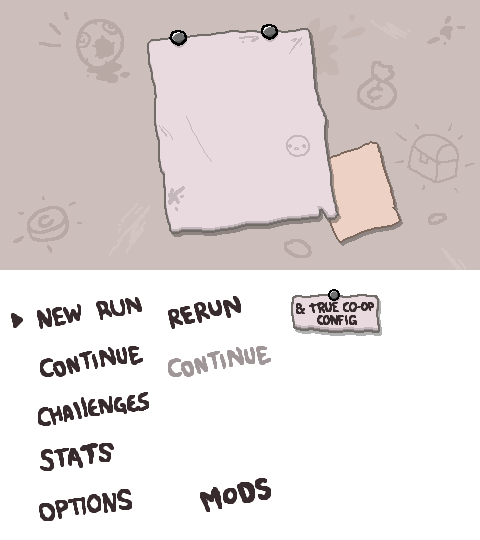 NEW RUN RERUN
& TRUE CO-OP
CONFIG
CONTINUE CONTINUE
CHALLENGES
STATS
OPTIONS MODS